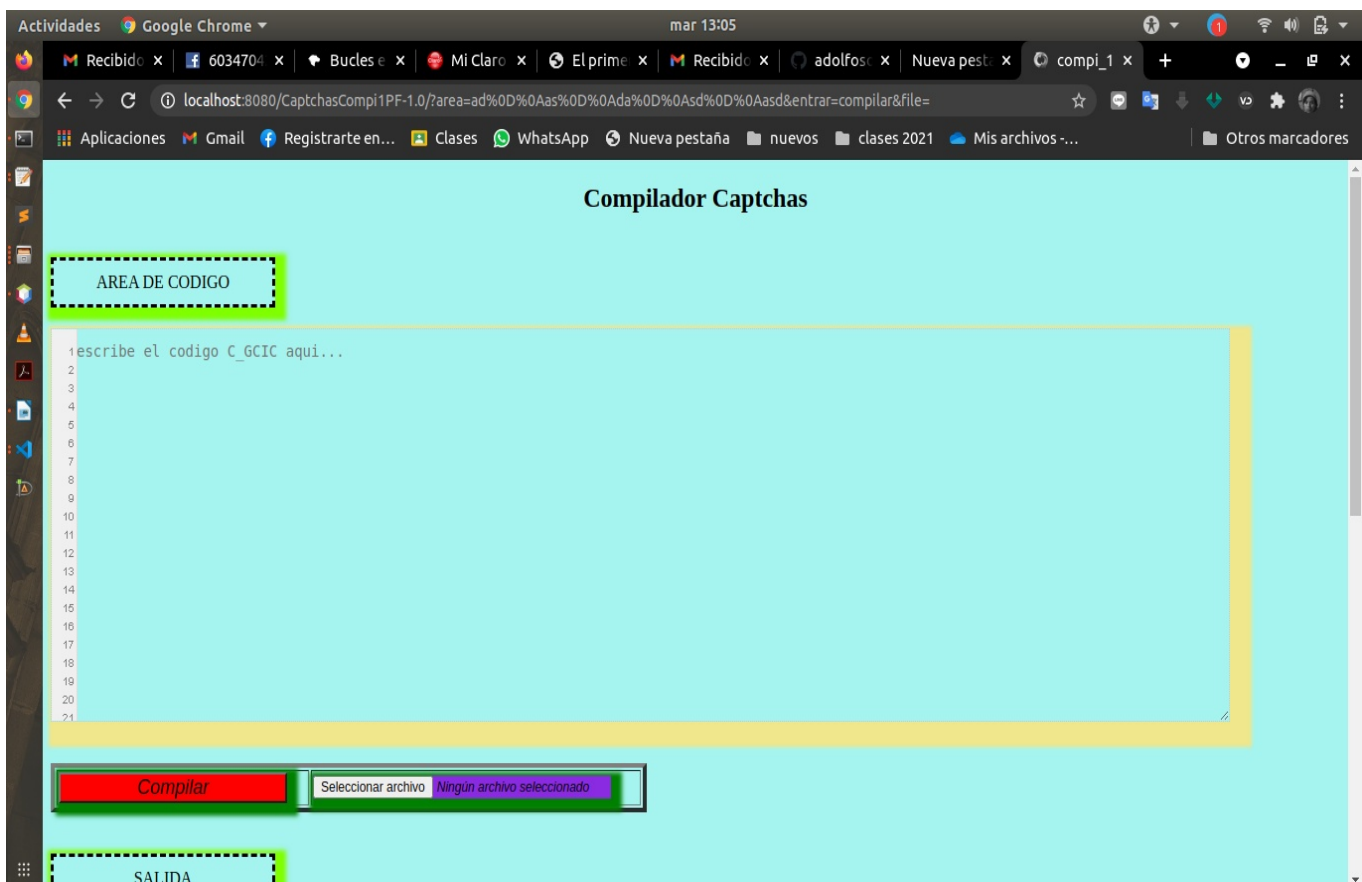 Actividades Google Chrome mar 13:05 1
Recibido 6034704 Bucles e Mi Claro El prime Recibido adolfosc Nueva pesta compi_1
localhost:8080/CaptchasCompi1PF-1.0/?area=ad%0D%0Aas%0D%0Ada%0D%0Asd%0D%0Aasd&entrar=compilar&file=
Aplicaciones Gmail Registrarte en... Clases WhatsApp Nueva pestaña nuevos clases 2021 Mis archivos -... Otros marcadores
Compilador Captchas
AREA DE CODIGO
1 escribe el codigo C_GCIC aqui...
2
3
4
5
6
7
8
9
10
11
12
13
14
15
16
17
18
19
20
21
Compilar Seleccionar archivo Ningún archivo seleccionado
SALIDA